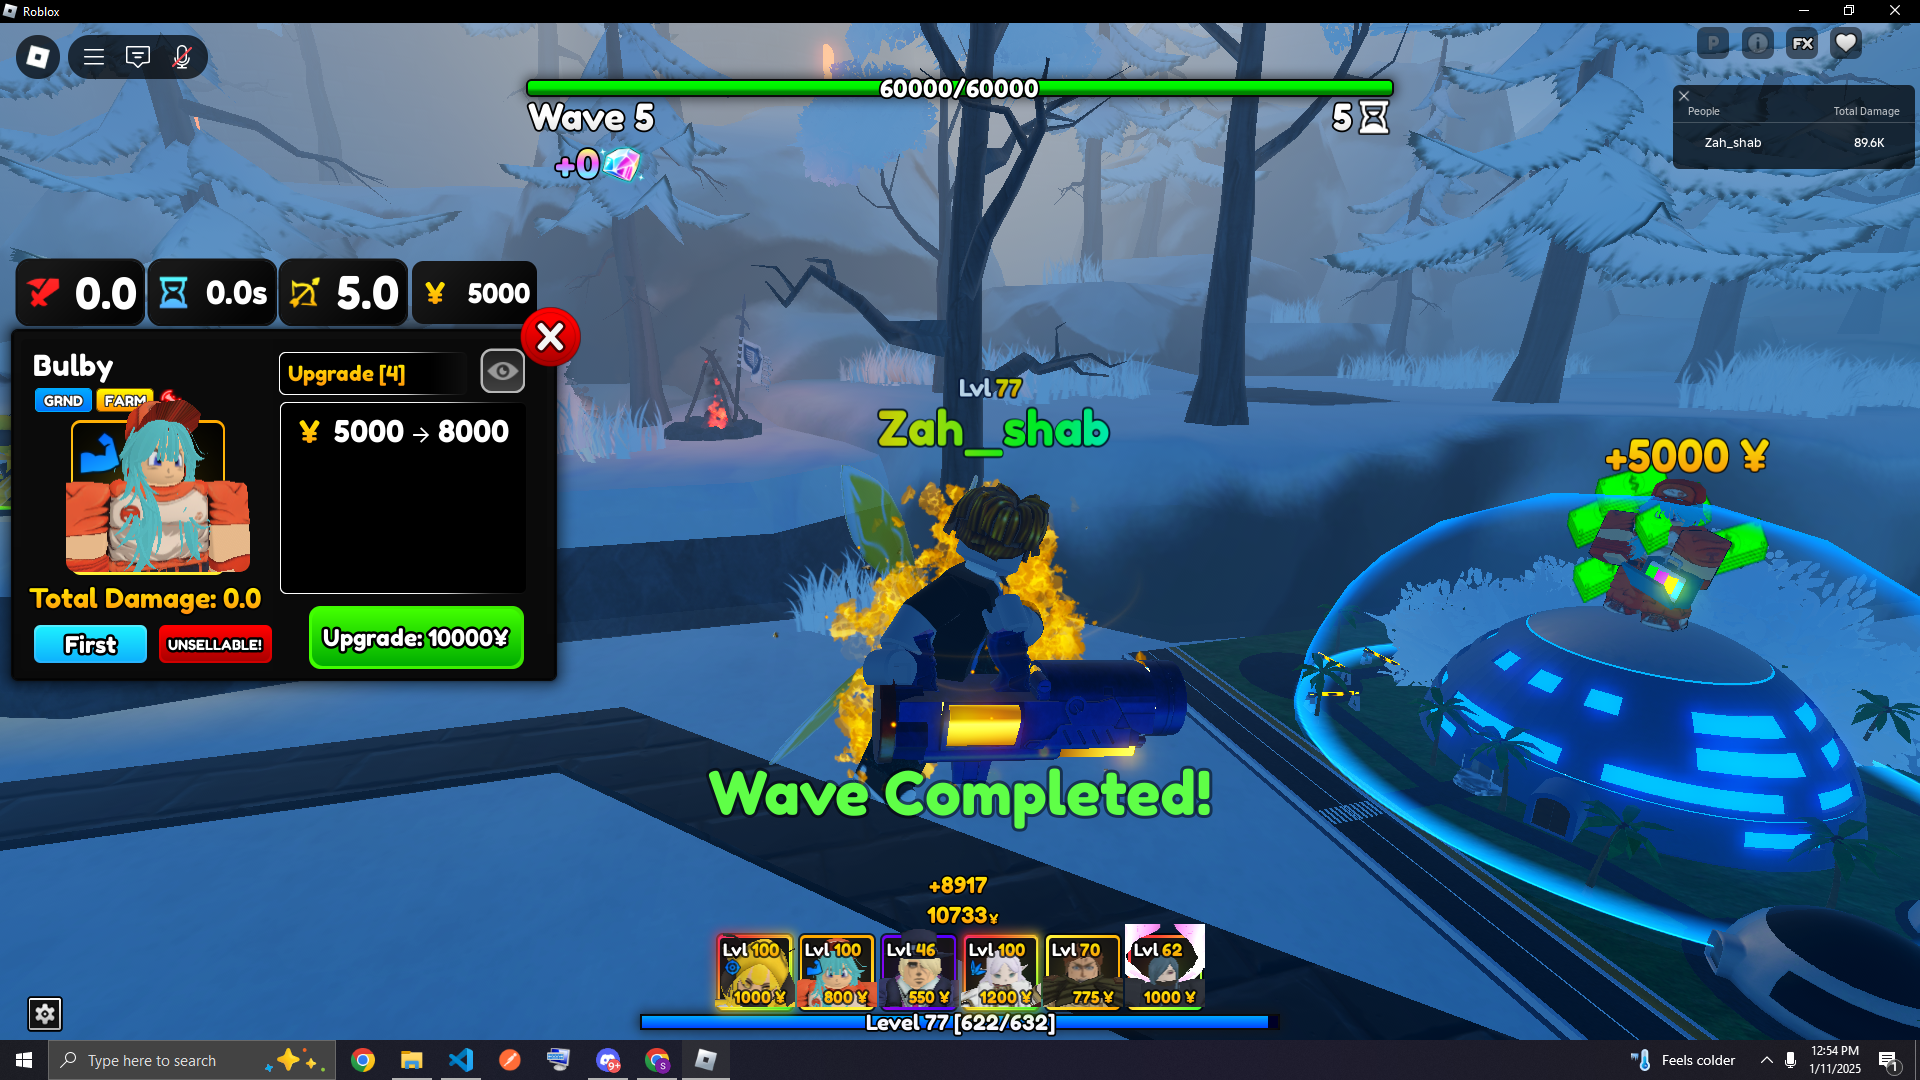 Roblox
P
FX
60000/60000
Wave 5
5
+0
People
Total Damage
Zah_shab
89.6K
0.0
0.0s
5.0
¥ 5000
Bulby
GRND
FARM
Upgrade [4]
¥ 5000 → 8000
Total Damage: 0.0
First
UNSELLABLE!
Upgrade: 10000¥
Lvl 77
Zah__shab
+5000 ¥
Wave Completed!
+8917
10733¥
Lvl 100
1000 ¥
Lvl 100
800 ¥
Lvl 46
550 ¥
Lvl 100
1200 ¥
Lvl 70
775 ¥
Lvl 62
1000 ¥
Level 77 [622/632]
Type here to search
9+
S
Feels colder
12:54 PM
1/11/2025
1